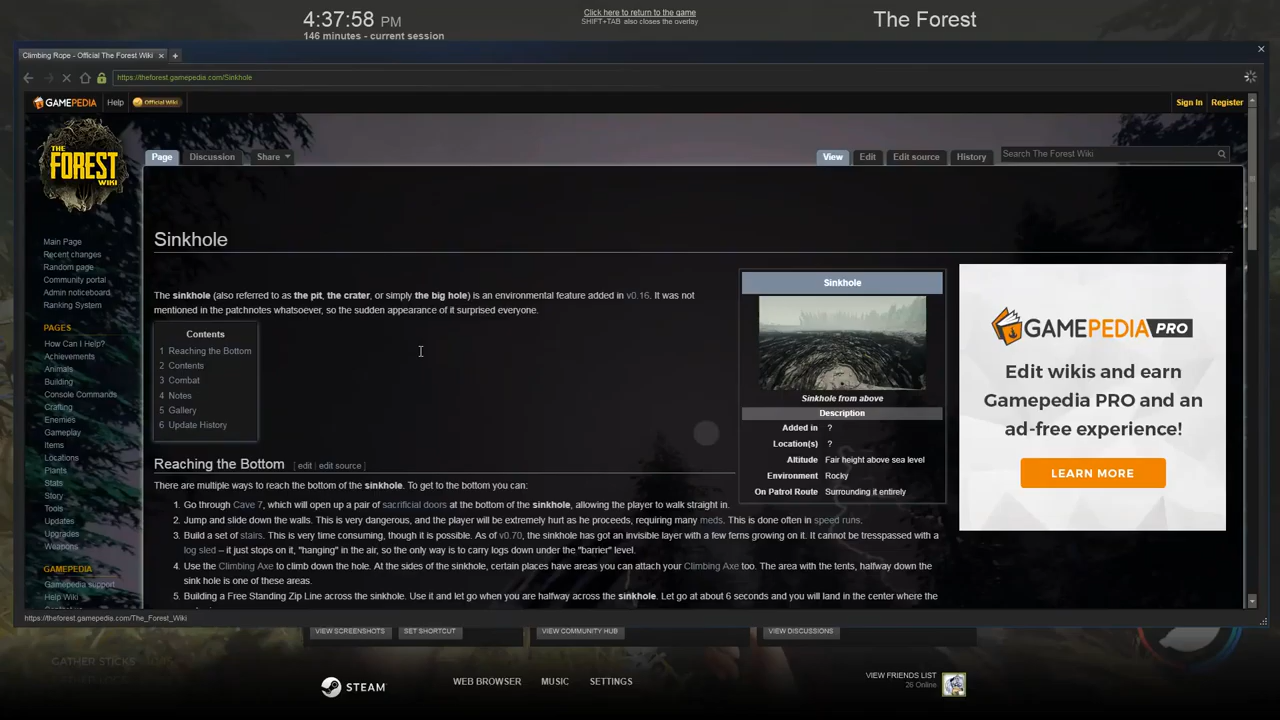 4:37:58 PM
146 minutes - current session
Click here to return to the game
SHIFT+TAB also closes the overlay
The Forest
Climbing Rope - Official The Forest Wiki
https://theforest.gamepedia.com/Sinkhole
GAMEPEDIA Help Official Wiki
Sign In Register
THE FOREST WIKI
Page Discussion Share
View Edit Edit source History
Search The Forest Wiki
Main Page
Recent changes
Random page
Community portal
Admin noticeboard
Ranking System
PAGES
How Can I Help?
Achievements
Animals
Building
Console Commands
Crafting
Enemies
Gameplay
Items
Locations
Plants
Stats
Story
Tools
Updates
Upgrades
Weapons
GAMEPEDIA
Gamepedia support
Help Wiki
Sinkhole
The sinkhole (also referred to as the pit, the crater, or simply the big hole) is an environmental feature added in v0.16. It was not
mentioned in the patchnotes whatsoever, so the sudden appearance of it surprised everyone.
Contents
1 Reaching the Bottom
2 Contents
3 Combat
4 Notes
5 Gallery
6 Update History
Sinkhole
Sinkhole from above
Description
Added in ?
Location(s) ?
Altitude Fair height above sea level
Environment Rocky
On Patrol Route Surrounding it entirely
GAMEPEDIA PRO
Edit wikis and earn
Gamepedia PRO and an
ad-free experience!
LEARN MORE
Reaching the Bottom [ edit | edit source ]
There are multiple ways to reach the bottom of the sinkhole. To get to the bottom you can:
1. Go through Cave 7, which will open up a pair of sacrificial doors at the bottom of the sinkhole, allowing the player to walk straight in.
2. Jump and slide down the walls. This is very dangerous, and the player will be extremely hurt as he proceeds, requiring many meds. This is done often in speed runs.
3. Build a set of stairs. This is very time consuming, though it is possible. As of v0.70, the sinkhole has got an invisible layer with a few ferns growing on it. It cannot be tresspassed with a
log sled – it just stops on it, "hanging" in the air, so the only way is to carry logs down under the "barrier" level.
4. Use the Climbing Axe to climb down the hole. At the sides of the sinkhole, certain places have areas you can attach your Climbing Axe too. The area with the tents, halfway down the
sink hole is one of these areas.
5. Building a Free Standing Zip Line across the sinkhole. Use it and let go when you are halfway across the sinkhole. Let go at about 6 seconds and you will land in the center where the
https://theforest.gamepedia.com/The_Forest_Wiki
VIEW SCREENSHOTS SET SHORTCUT VIEW COMMUNITY HUB VIEW DISCUSSIONS
GATHER STICKS
STEAM
WEB BROWSER MUSIC SETTINGS
VIEW FRIENDS LIST
26 Online